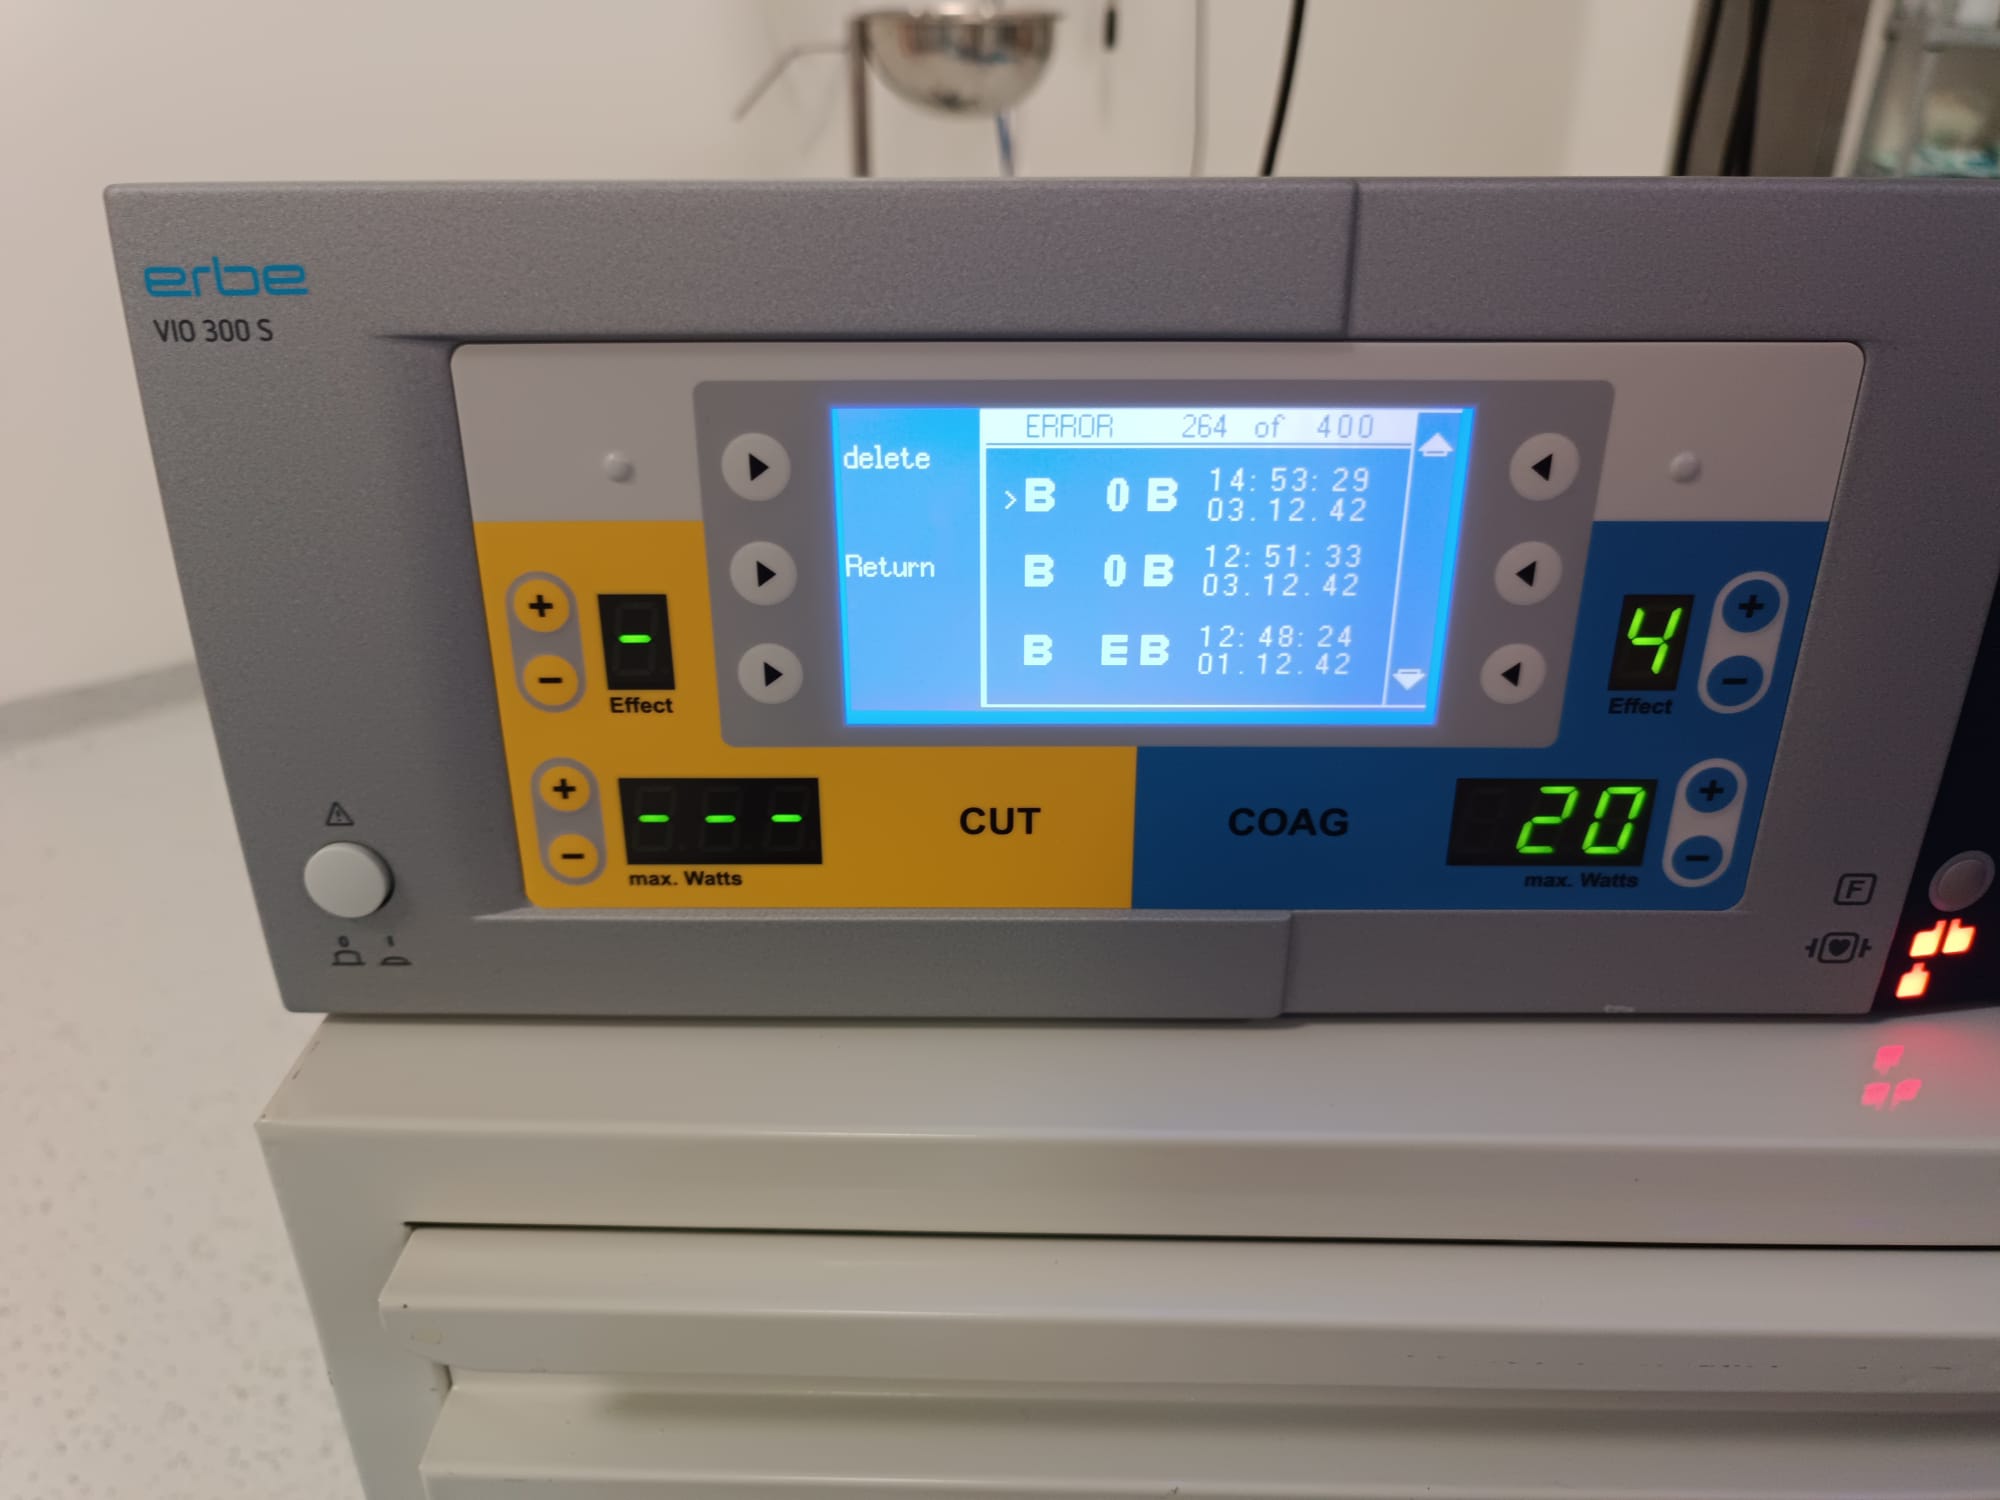 erbe
VIO 300 S
ERROR 264 of 400
delete
>B 0B 14:53:29
03.12.42
B 0B 12:51:33
03.12.42
Return
B EB 12:48:24
01.12.42
+
-
-
Effect
4
+
-
Effect
+
-
---
max. Watts
CUT
COAG
20
max. Watts
+
-
F
0 I